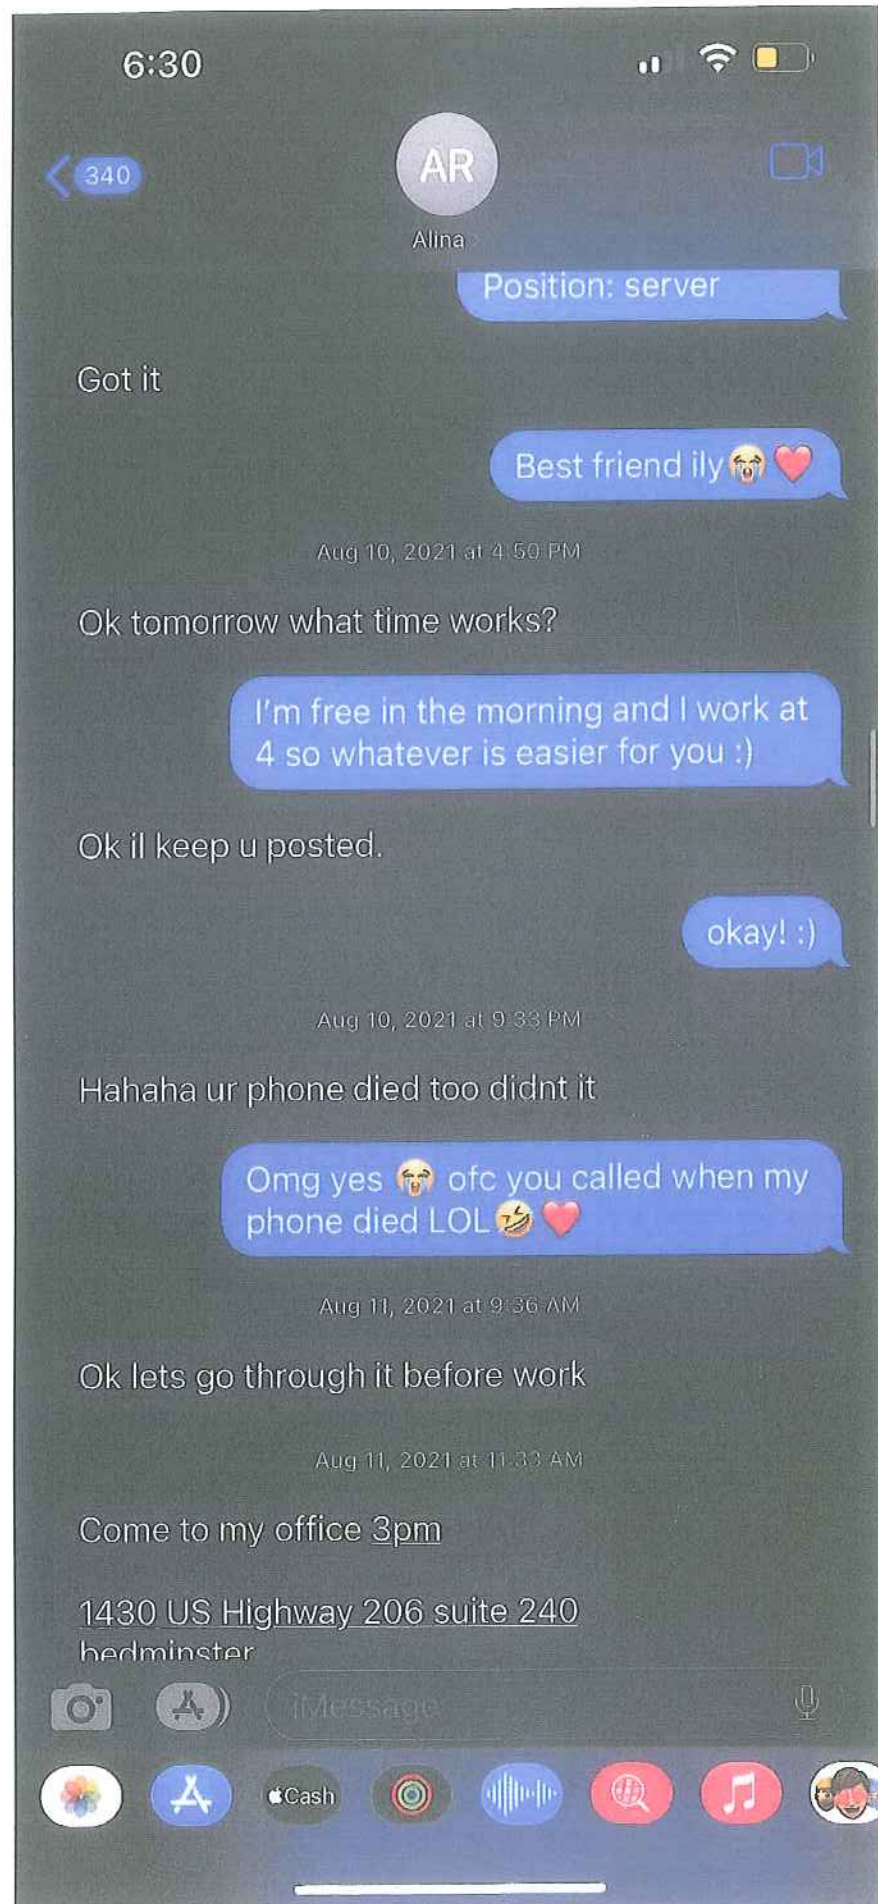 6:30
340
AR
Alina
Position: server
Got it
Best friend ily😭❤️
Aug 10, 2021 at 4:50 PM
Ok tomorrow what time works?
I'm free in the morning and I work at
4 so whatever is easier for you :)
Ok il keep u posted.
okay! :)
Aug 10, 2021 at 9:33 PM
Hahaha ur phone died too didnt it
Omg yes 😭 ofc you called when my
phone died LOL🤣❤️
Aug 11, 2021 at 9:36 AM
Ok lets go through it before work
Aug 11, 2021 at 11:33 AM
Come to my office 3pm
1430 US Highway 206 suite 240
bedminster
iMessage
Cash